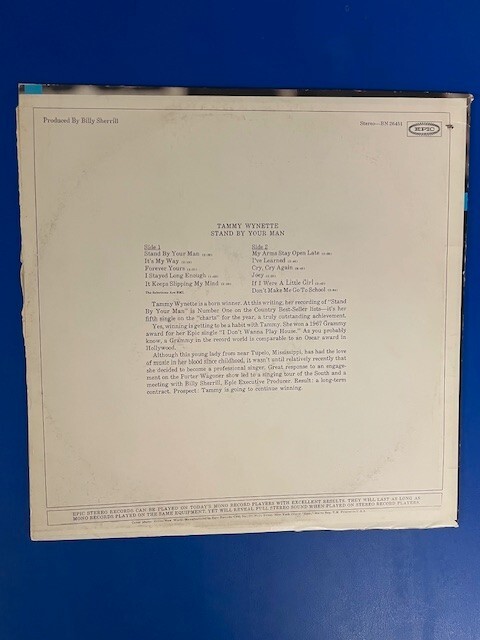 Produced By Billy Sherrill
Stereo—BN 26451
EPIC
TAMMY WYNETTE
STAND BY YOUR MAN
Side 1
Stand By Your Man
It's My Way
Forever Yours
I Stayed Long Enough
It Keeps Slipping My Mind
Side 2
My Arms Stay Open Late
I've Learned
Cry, Cry Again
Joey
If I Were A Little Girl
Don't Make Me Go To School
Tammy Wynette is a born winner. At this writing, her recording of "Stand
By Your Man" is Number One on the Country Best-Seller lists—it's her
fifth single on the "charts" for the year, a truly outstanding achievement.
Yes, winning is getting to be a habit with Tammy. She won a 1967 Grammy
award for her Epic single "I Don't Wanna Play House." As you probably
know, a Grammy in the record world is comparable to an Oscar award in
Hollywood.
Although this young lady from near Tupelo, Mississippi, has had the love
of music in her blood since childhood, it wasn't until relatively recently that
she decided to become a professional singer. Great response to an engage-
ment on the Porter Wagoner show led to a singing tour of the South and a
meeting with Billy Sherrill, Epic Executive Producer. Result: a long-term
contract. Prospect: Tammy is going to continue winning.
EPIC STEREO RECORDS CAN BE PLAYED ON TODAY'S MONO RECORD PLAYERS WITH EXCELLENT RESULTS. THEY WILL LAST AS LONG AS
MONO RECORDS PLAYED ON THE SAME EQUIPMENT, YET WILL REVEAL FULL STEREO SOUND WHEN PLAYED ON STEREO RECORD PLAYERS.